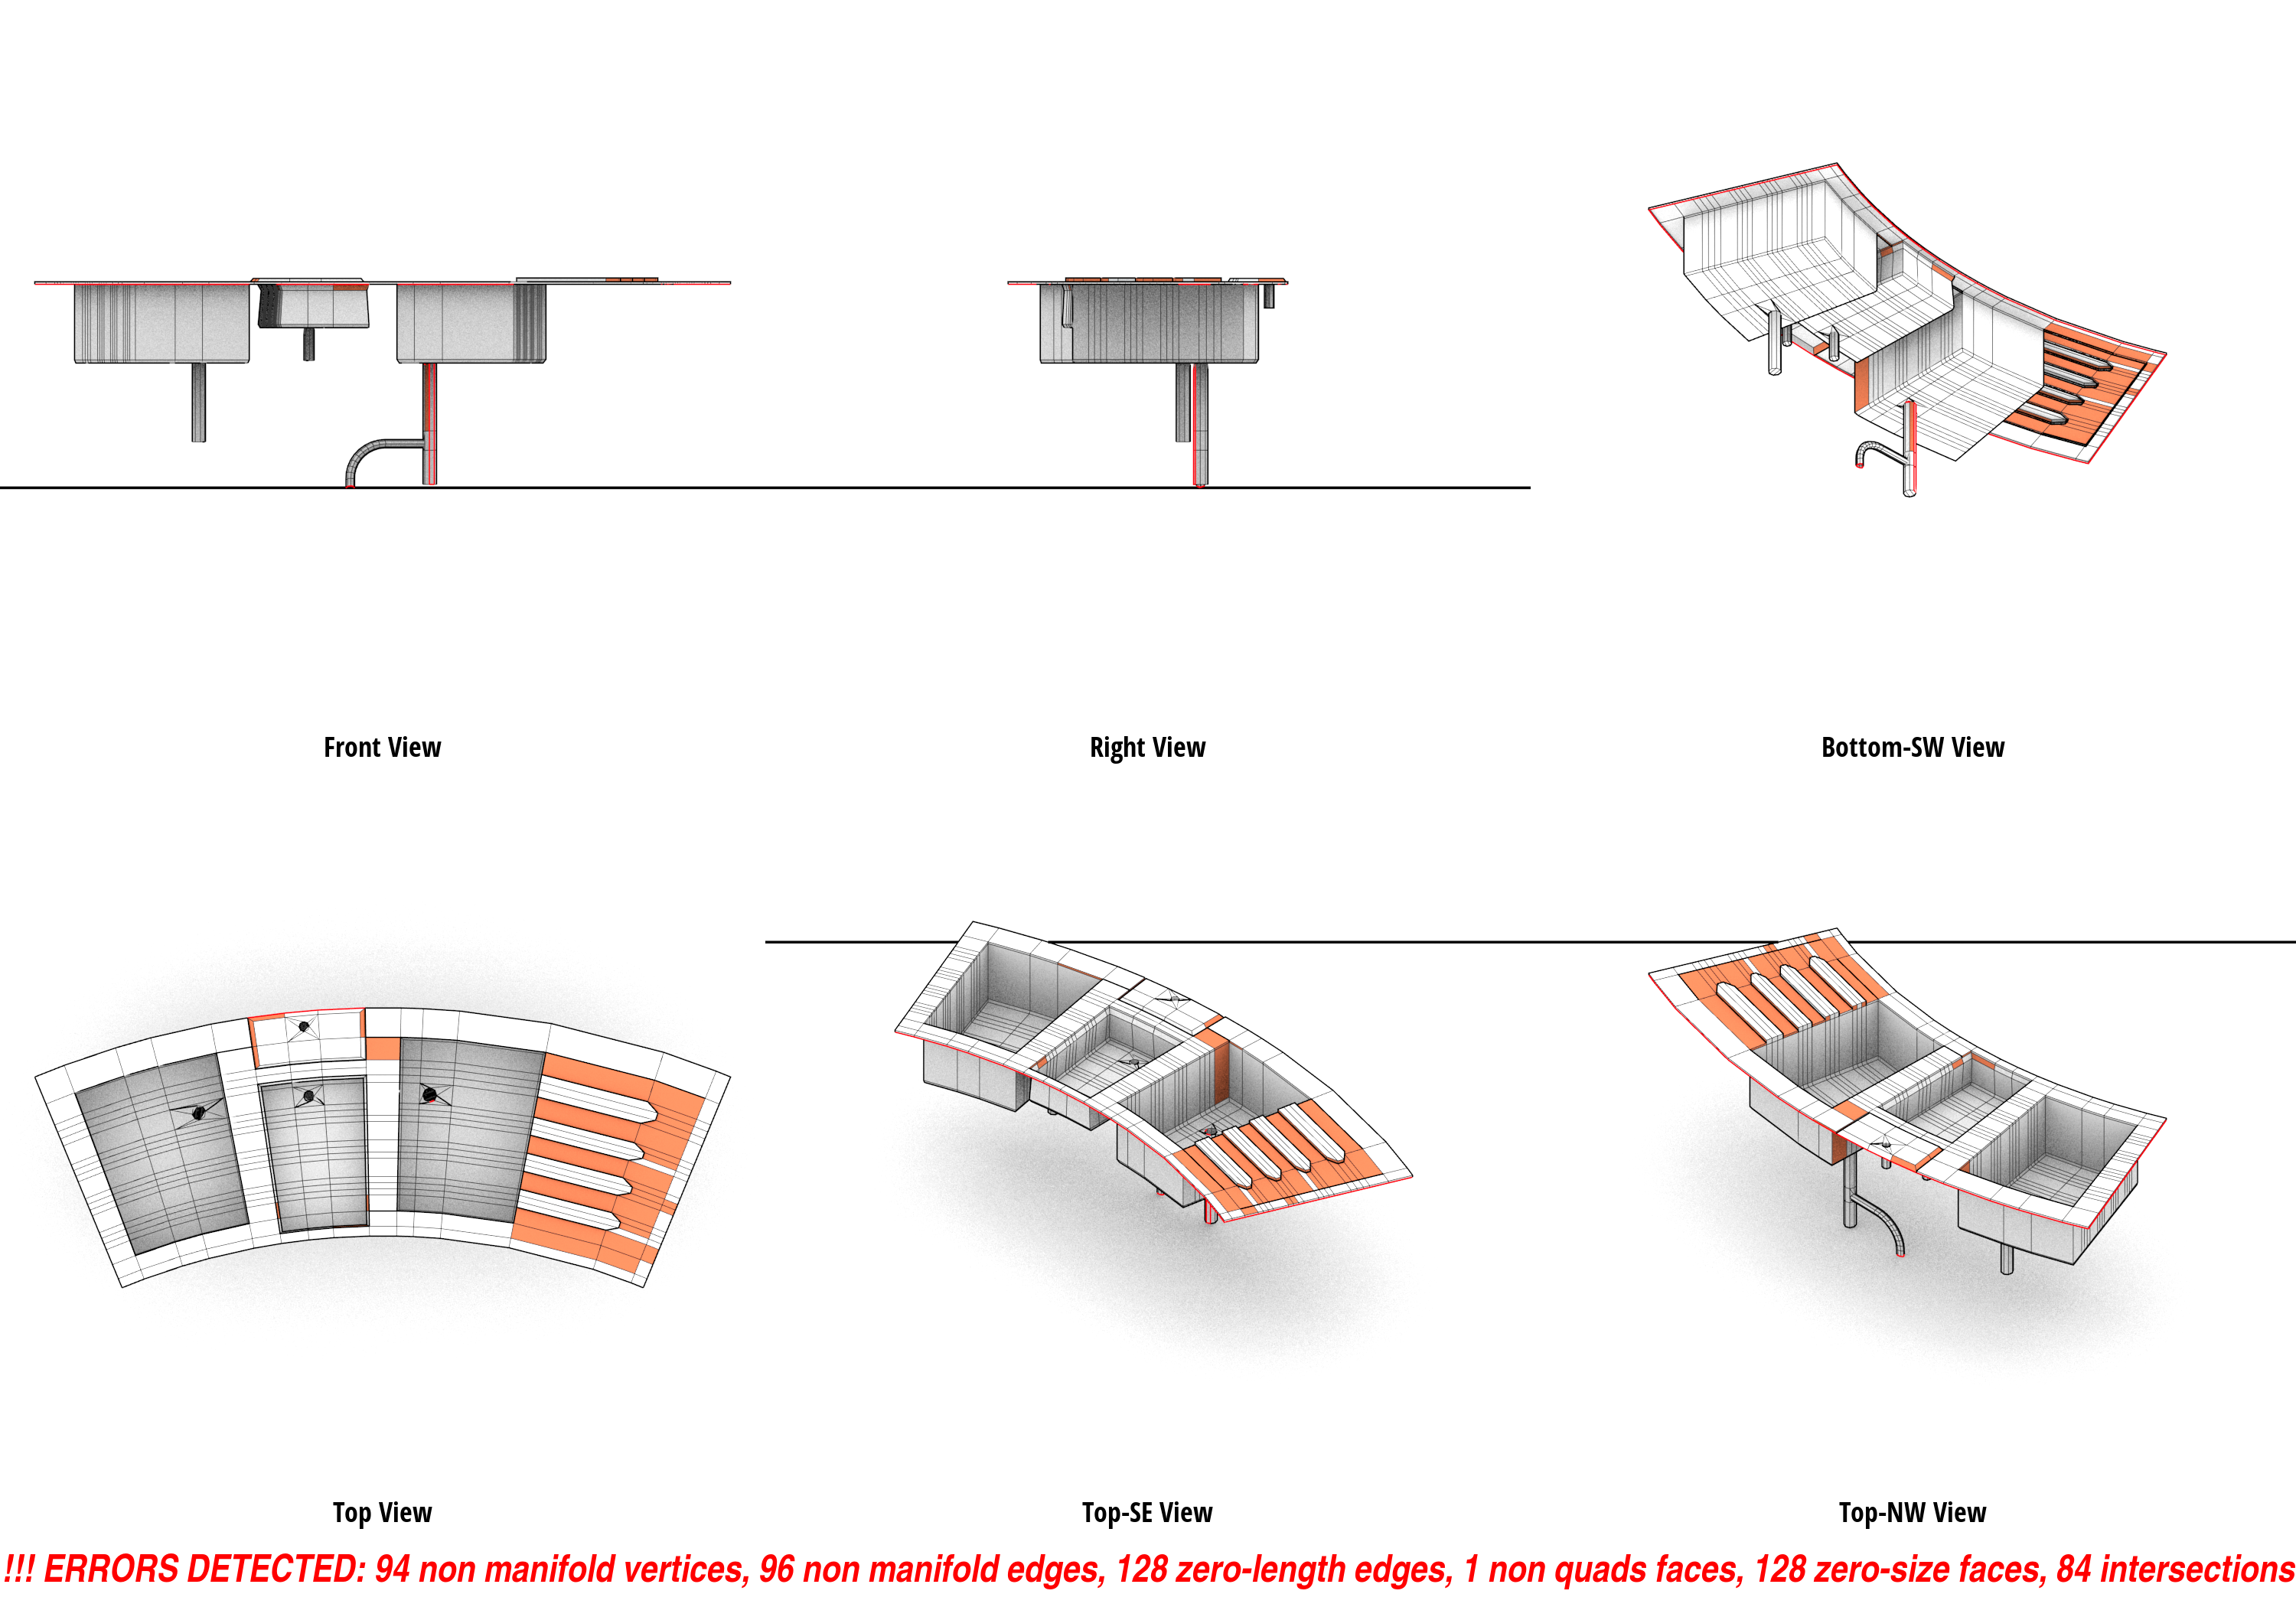 Front View
Right View
Bottom-SW View
Top View
Top-SE View
Top-NW View
!!! ERRORS DETECTED: 94 non manifold vertices, 96 non manifold edges, 128 zero-length edges, 1 non quads faces, 128 zero-size faces, 84 intersections